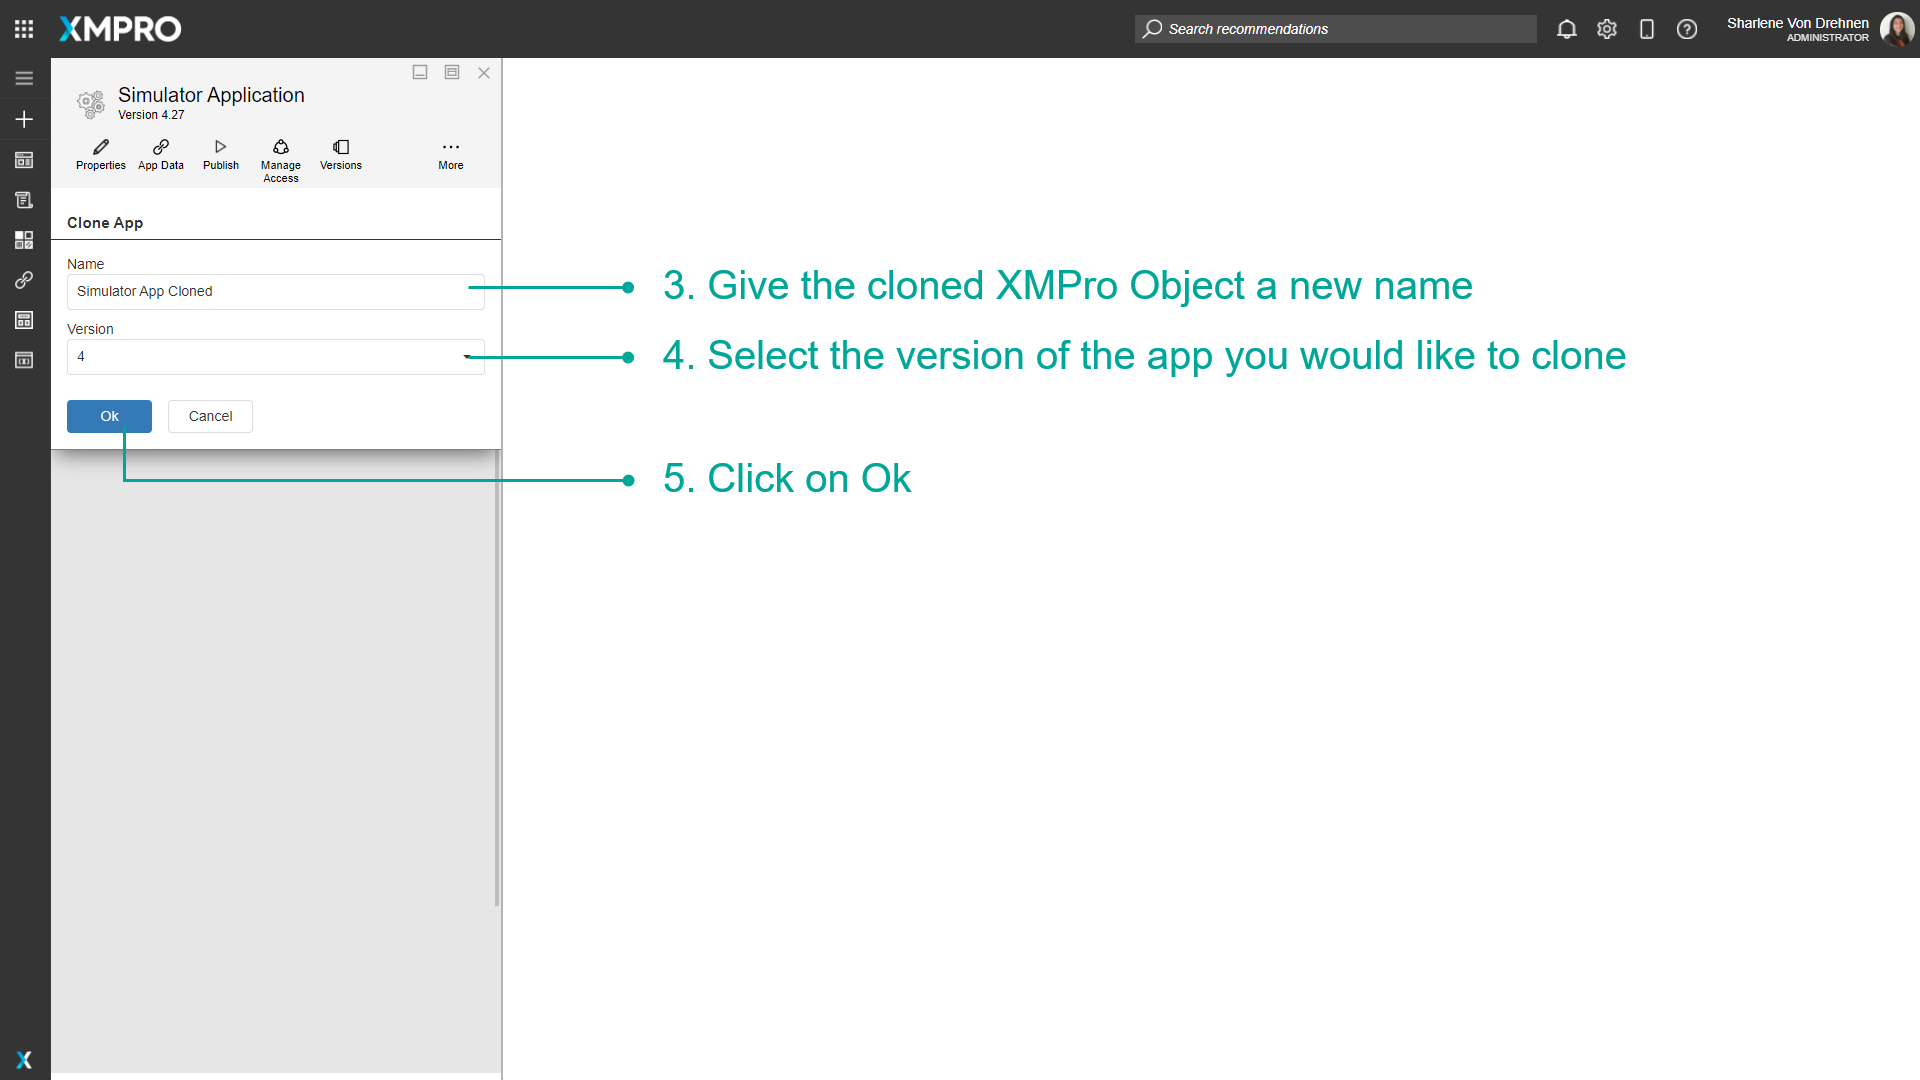 XMPRO
Search recommendations
Sharlene Von Drehnen
ADMINISTRATOR
Simulator Application
Version 4.27
Properties
App Data
Publish
Manage
Access
Versions
More
Clone App
Name
Simulator App Cloned
3. Give the cloned XMPro Object a new name
Version
4
4. Select the version of the app you would like to clone
Ok
Cancel
5. Click on Ok